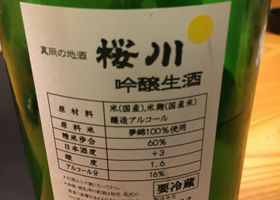 真岡の地酒
桜川
吟醸生酒
原材料 米(国産)、米麹(国産米) 醸造アルコール
原料米 夢錦100%使用
精米歩合 60%
日本酒度 +3
酸度 1.6
アルコール分 16%
要冷蔵